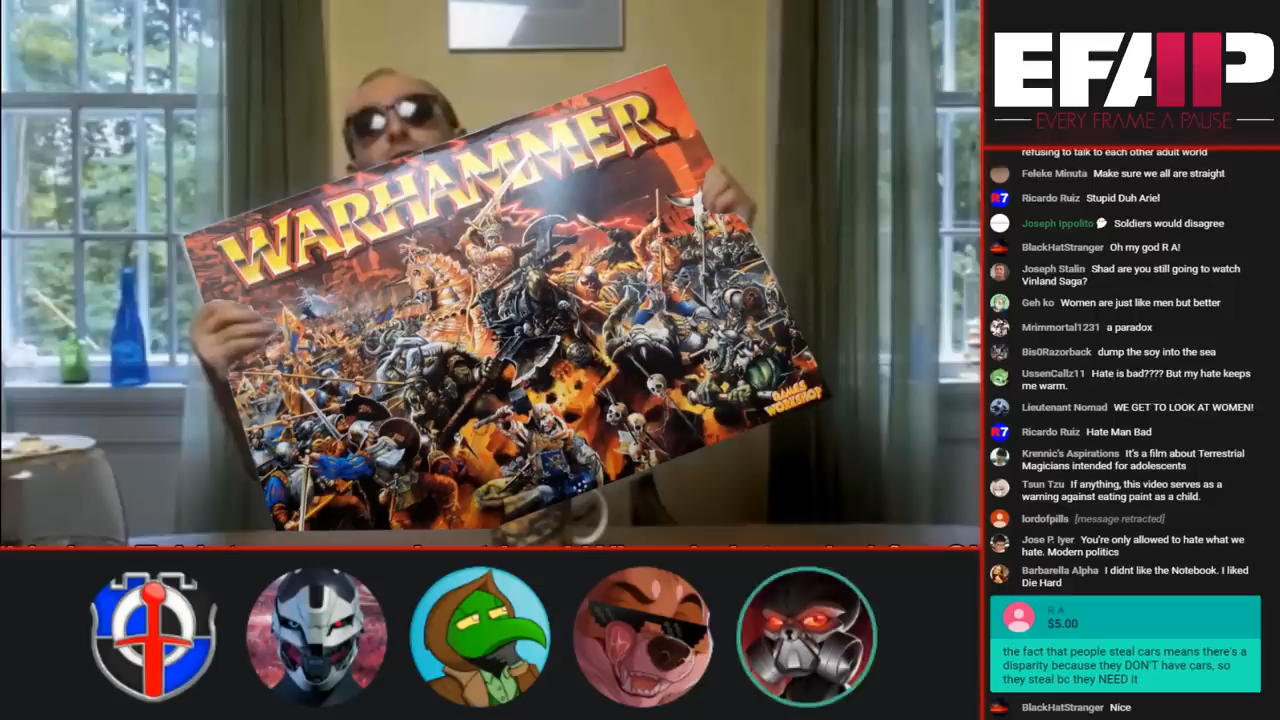 WARHAMMER
GAMES
WORKSHOP
EFAP
EVERY FRAME A PAUSE
refusing to talk to each other adult world
Feleke Minuta Make sure we all are straight
R7 Ricardo Ruiz Stupid Duh Ariel
Joseph Ippolito Soldiers would disagree
BlackHatStranger Oh my god R A!
Joseph Stalin Shad are you still going to watch
Vinland Saga?
Geh ko Women are just like men but better
Mrimmortal1231 a paradox
Bis0Razorback dump the soy into the sea
UssenCallz11 Hate is bad???? But my hate keeps
me warm.
Lieutenant Nomad WE GET TO LOOK AT WOMEN!
R7 Ricardo Ruiz Hate Man Bad
Krennic's Aspirations It's a film about Terrestrial
Magicians intended for adolescents
Tsun Tzu If anything, this video serves as a
warning against eating paint as a child.
lordofpills [message retracted]
Jose P. Iyer You're only allowed to hate what we
hate. Modern politics
Barbarella Alpha I didnt like the Notebook. I liked
Die Hard
R A
$5.00
the fact that people steal cars means there's a
disparity because they DON'T have cars, so
they steal bc they NEED it
BlackHatStranger Nice